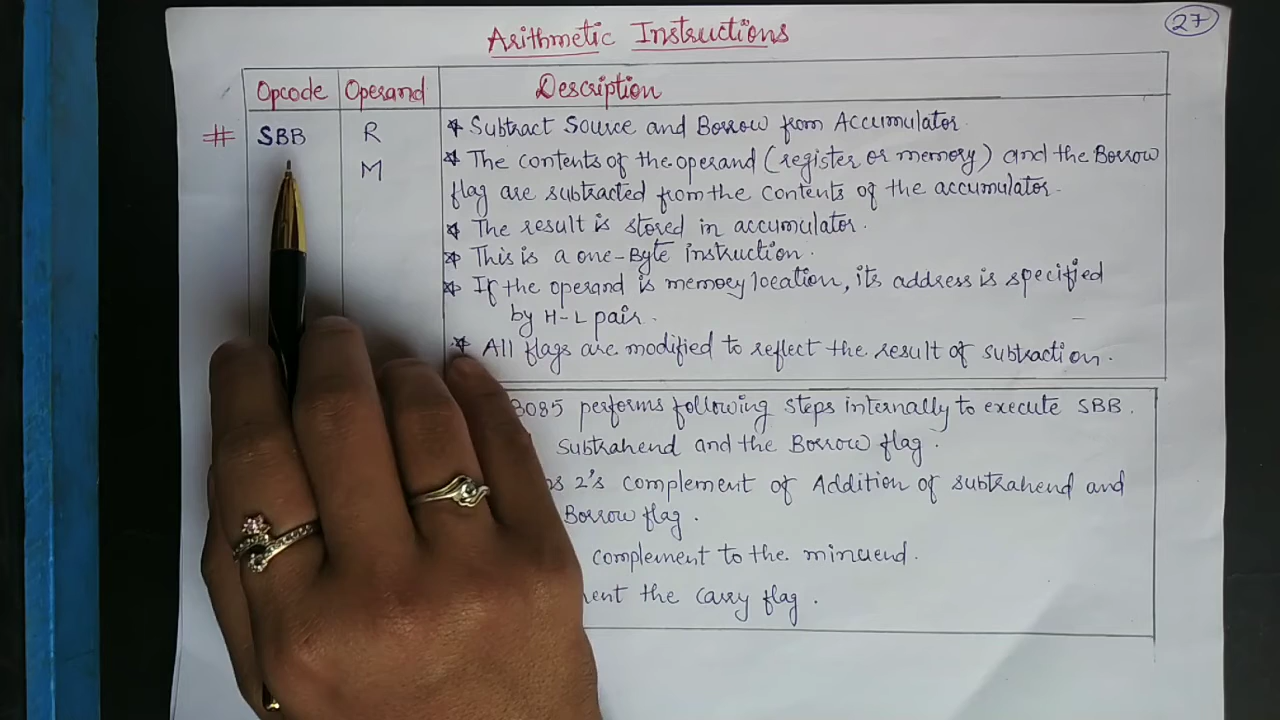 27
Arithmetic Instructions
Opcode Operand Description
# SBB R * Subtract Source and Borrow from Accumulator.
M * The contents of the operand (register or memory) and the Borrow
flag are subtracted from the contents of the accumulator.
* The result is stored in accumulator.
* This is a one-Byte instruction.
* If the operand is memory location, its address is specified
by H-L pair.
* All flags are modified to reflect the result of subtraction.
8085 performs following steps internally to execute SBB.
Subtrahend and the Borrow flag.
2's complement of Addition of subtrahend and
Borrow flag.
complement to the minuend.
the carry flag.